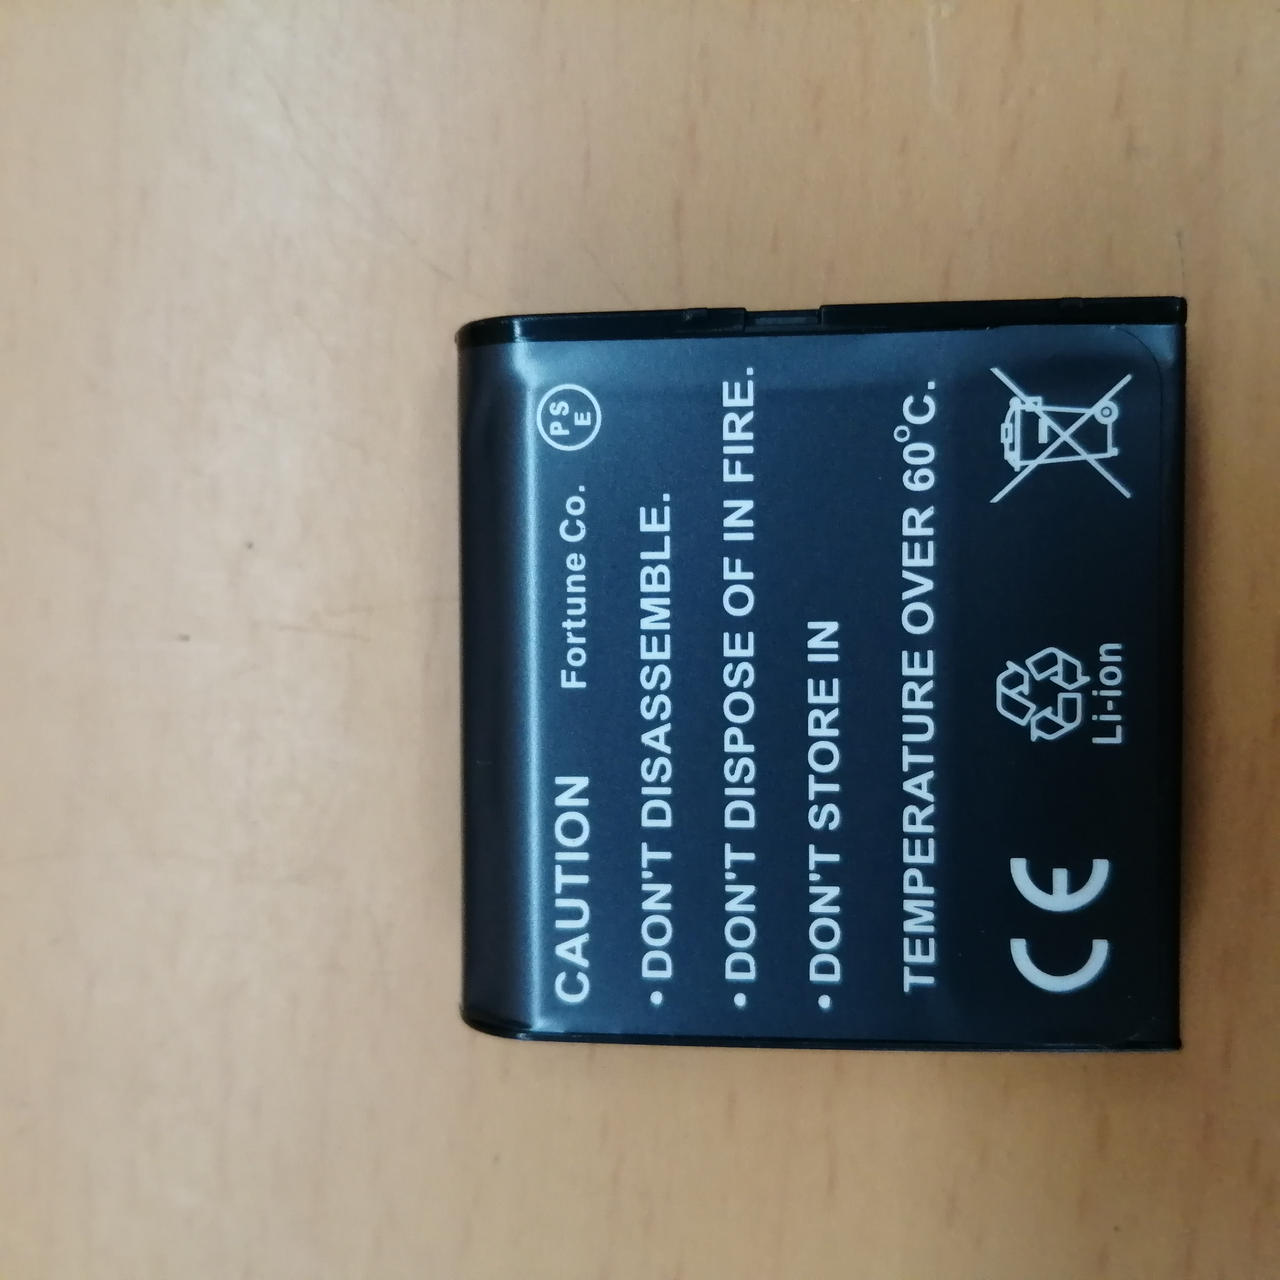 CAUTION Fortune Co. PSE
• DON'T DISASSEMBLE.
• DON'T DISPOSE OF IN FIRE.
• DON'T STORE IN
TEMPERATURE OVER 60°C.
CE
Li-ion